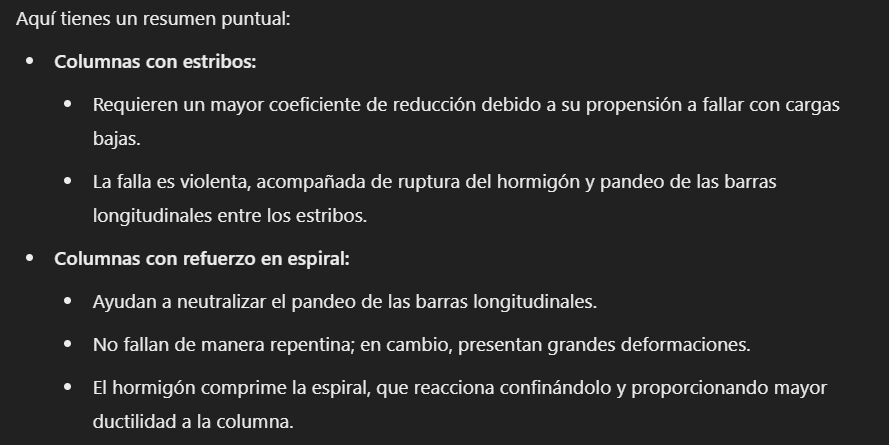 Aquí tienes un resumen puntual:
• Columnas con estribos:
• Requieren un mayor coeficiente de reducción debido a su propensión a fallar con cargas
bajas.
• La falla es violenta, acompañada de ruptura del hormigón y pandeo de las barras
longitudinales entre los estribos.
• Columnas con refuerzo en espiral:
• Ayudan a neutralizar el pandeo de las barras longitudinales.
• No fallan de manera repentina; en cambio, presentan grandes deformaciones.
• El hormigón comprime la espiral, que reacciona confinándolo y proporcionando mayor
ductilidad a la columna.